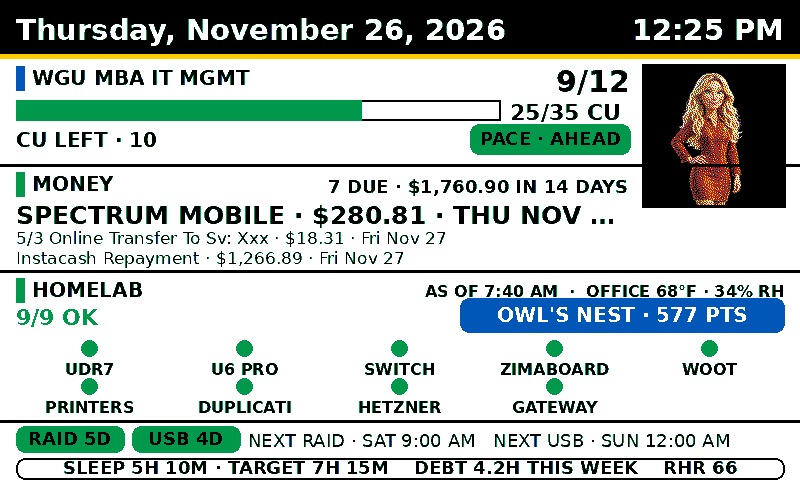 Thursday, November 26, 2026 12:25 PM
WGU MBA IT MGMT 9/12
25/35 CU
CU LEFT · 10 PACE · AHEAD
MONEY 7 DUE · $1,760.90 IN 14 DAYS
SPECTRUM MOBILE · $280.81 · THU NOV ...
5/3 Online Transfer To Sv: Xxx · $18.31 · Fri Nov 27
Instacash Repayment · $1,266.89 · Fri Nov 27
HOMELAB AS OF 7:40 AM · OFFICE 68°F · 34% RH
9/9 OK OWL'S NEST · 577 PTS
UDR7 U6 PRO SWITCH ZIMABOARD WOOT
PRINTERS DUPLICATI HETZNER GATEWAY
RAID 5D USB 4D NEXT RAID · SAT 9:00 AM NEXT USB · SUN 12:00 AM
SLEEP 5H 10M · TARGET 7H 15M DEBT 4.2H THIS WEEK RHR 66